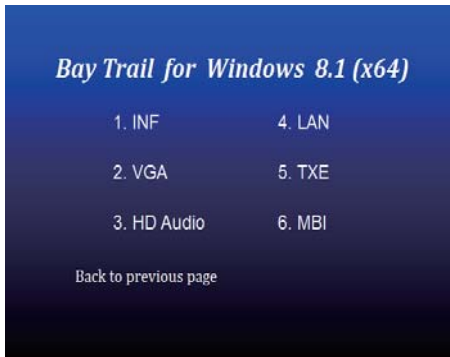 Bay Trail for Windows 8.1 (x64)
1. INF
2. VGA
3. HD Audio
4. LAN
5. TXE
6. MBI
Back to previous page